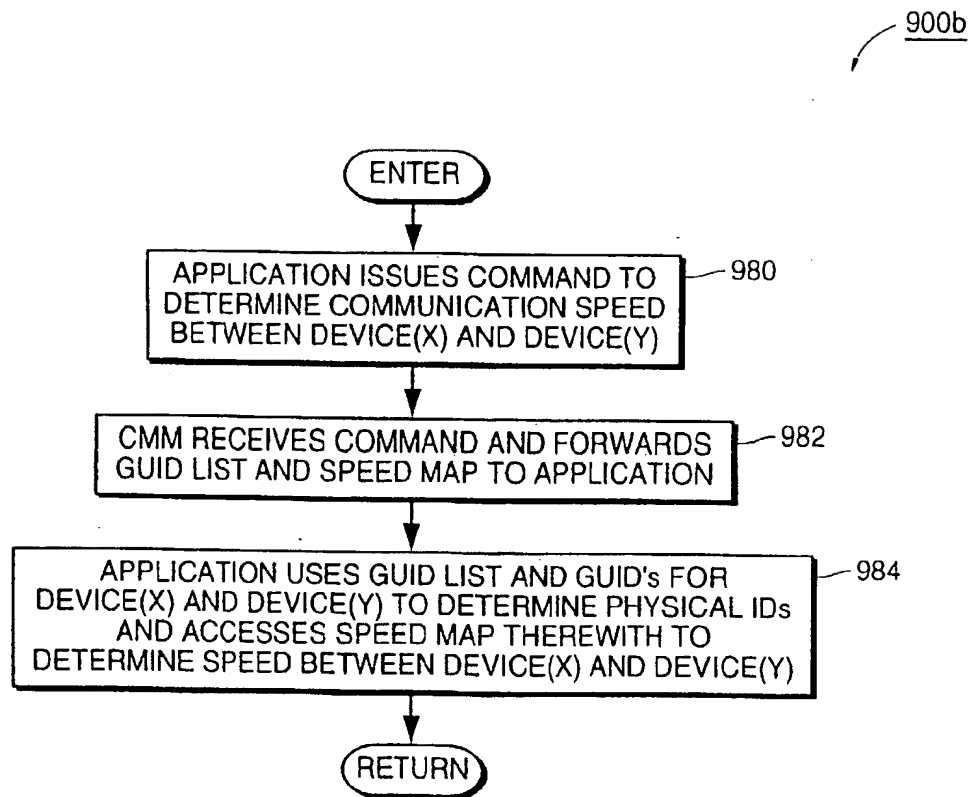 900b
ENTER
APPLICATION ISSUES COMMAND TO
DETERMINE COMMUNICATION SPEED
BETWEEN DEVICE(X) AND DEVICE(Y)
980
CMM RECEIVES COMMAND AND FORWARDS
GUID LIST AND SPEED MAP TO APPLICATION
982
APPLICATION USES GUID LIST AND GUID's FOR
DEVICE(X) AND DEVICE(Y) TO DETERMINE PHYSICAL IDs
AND ACCESSES SPEED MAP THEREWITH TO
DETERMINE SPEED BETWEEN DEVICE(X) AND DEVICE(Y)
984
RETURN